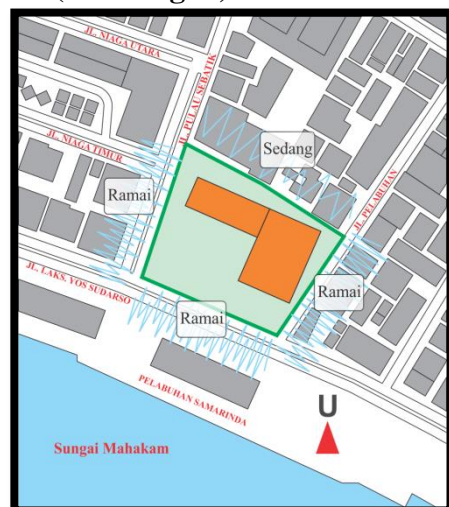 JL. NIAGA UTARA
JL. PULAU SEBATIK
Sedang
JL. NIAGA TIMUR
JL. PELABUHAN
Ramai
Ramai
JL. LAKS. YOS SUDARSO
Ramai
PELABUHAN SAMARINDA
U
Sungai Mahakam